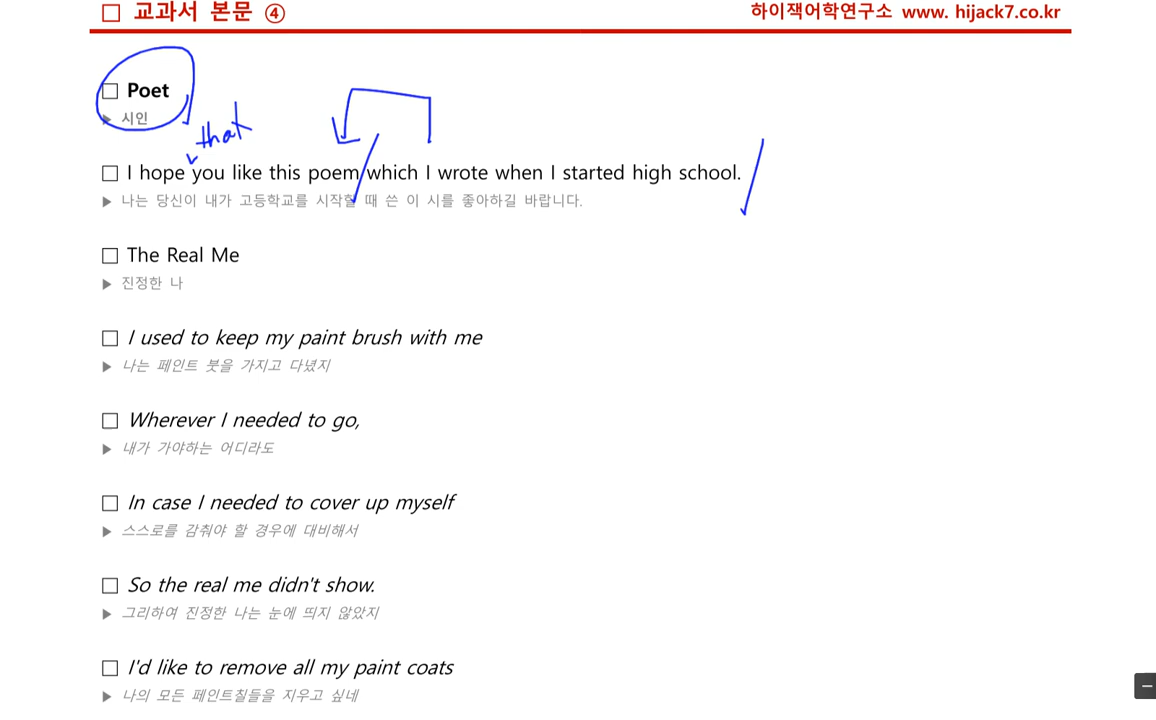 □ 교과서 본문 ④ 하이잭어학연구소 www. hijack7.co.kr
□ Poet
▶ 시인
that
□ I hope you like this poem which I wrote when I started high school.
▶ 나는 당신이 내가 고등학교를 시작할 때 쓴 이 시를 좋아하길 바랍니다.
□ The Real Me
▶ 진정한 나
□ I used to keep my paint brush with me
▶ 나는 페인트 붓을 가지고 다녔지
□ Wherever I needed to go,
▶ 내가 가야하는 어디라도
□ In case I needed to cover up myself
▶ 스스로를 감춰야 할 경우에 대비해서
□ So the real me didn't show.
▶ 그리하여 진정한 나는 눈에 띄지 않았지
□ I'd like to remove all my paint coats
▶ 나의 모든 페인트칠들을 지우고 싶네